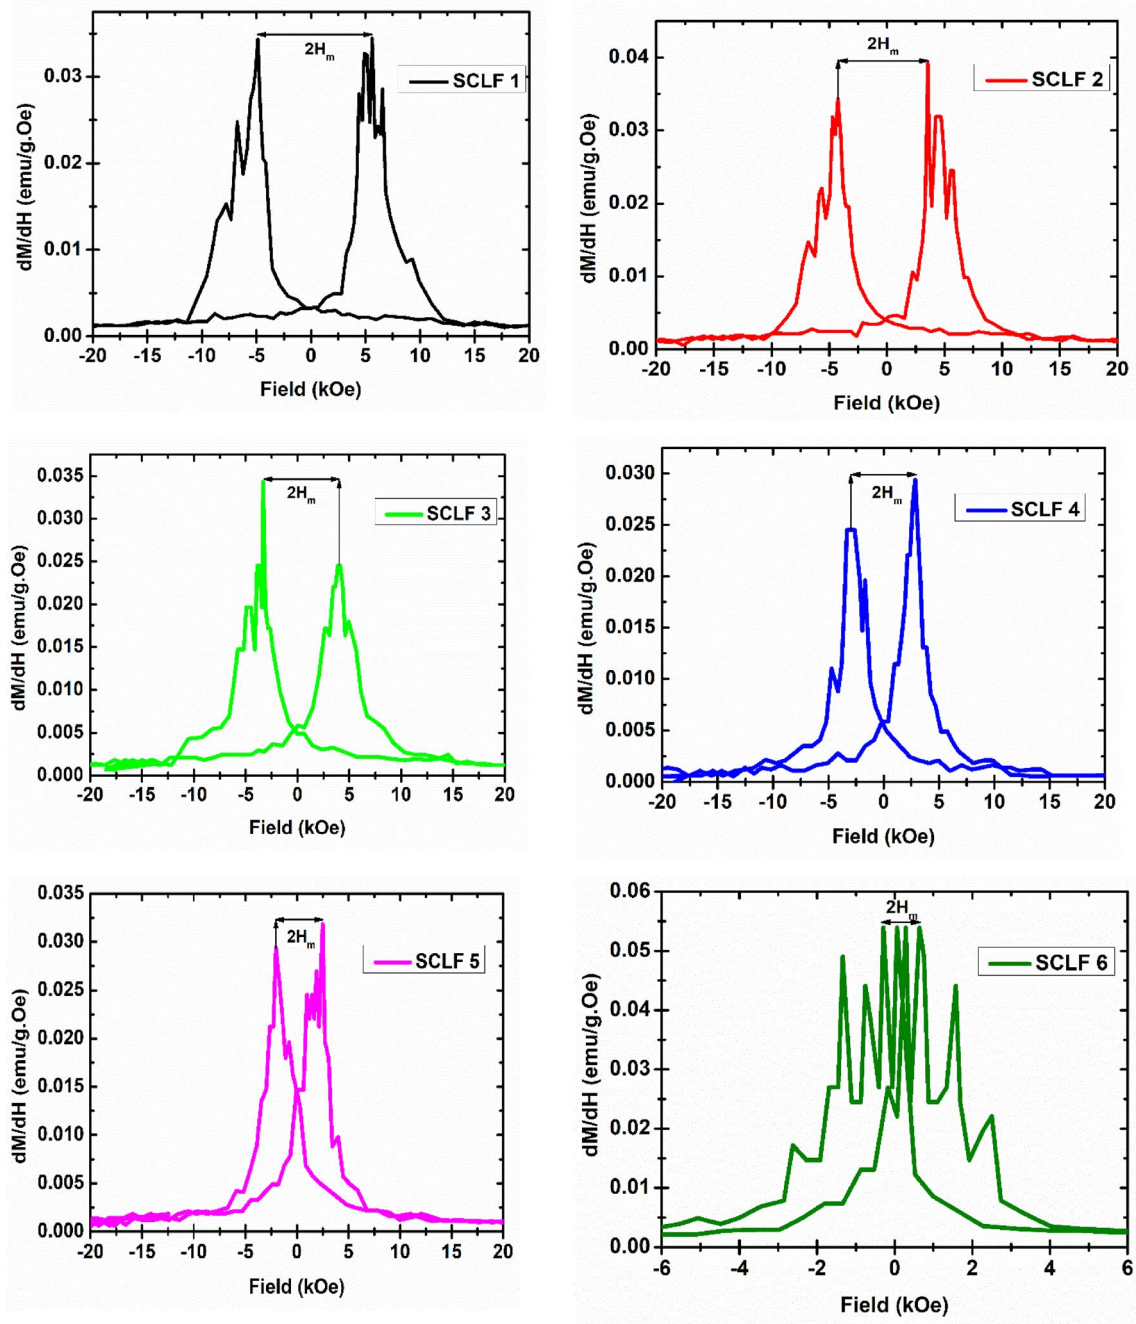 2Hm
SCLF 1
dM/dH (emu/g.Oe)
0.03
0.02
0.01
0.00
-20 -15 -10 -5 0 5 10 15 20
Field (kOe)
2Hm
SCLF 2
dM/dH (emu/g.Oe)
0.04
0.03
0.02
0.01
0.00
-20 -15 -10 -5 0 5 10 15 20
Field (kOe)
2Hm
SCLF 3
dM/dH (emu/g.Oe)
0.035
0.030
0.025
0.020
0.015
0.010
0.005
0.000
-20 -15 -10 -5 0 5 10 15 20
Field (kOe)
2Hm
SCLF 4
dM/dH (emu/g.Oe)
0.030
0.025
0.020
0.015
0.010
0.005
0.000
-20 -15 -10 -5 0 5 10 15 20
Field (kOe)
2Hm
SCLF 5
dM/dH (emu/g.Oe)
0.035
0.030
0.025
0.020
0.015
0.010
0.005
0.000
-20 -15 -10 -5 0 5 10 15 20
Field (kOe)
2Hm
SCLF 6
dM/dH (emu/g.Oe)
0.06
0.05
0.04
0.03
0.02
0.01
0.00
-6 -4 -2 0 2 4 6
Field (kOe)